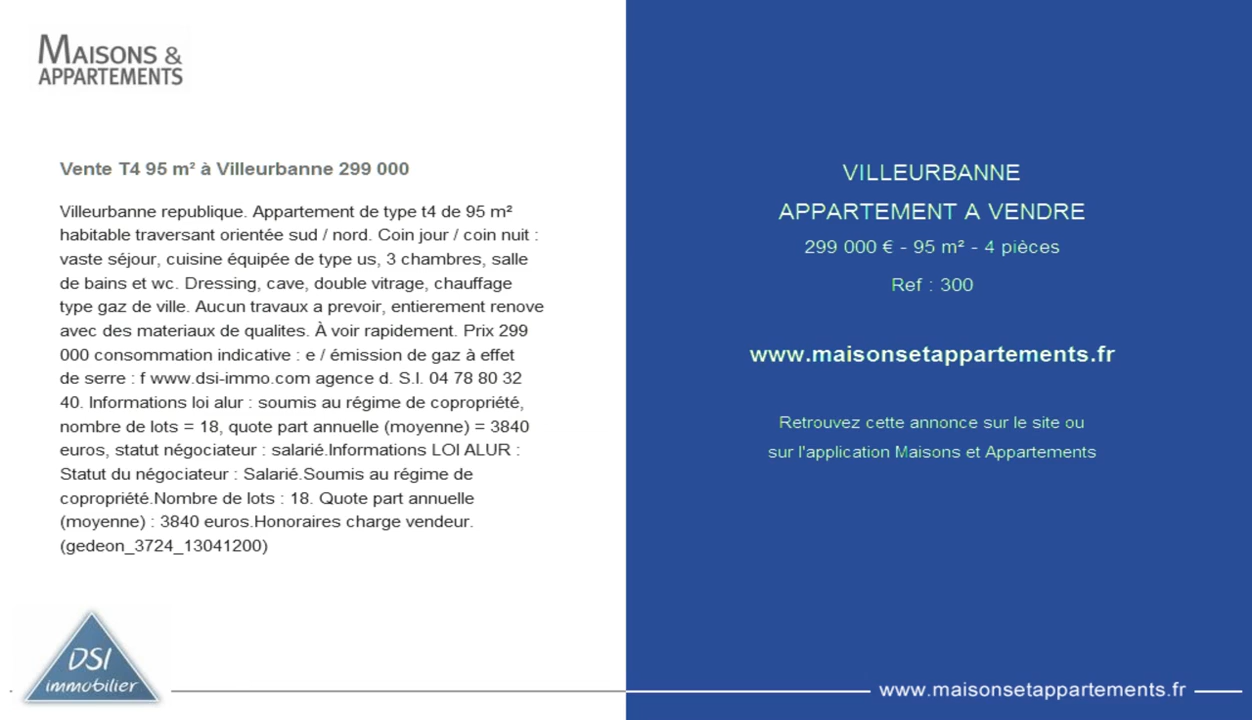 MAISONS &
APPARTEMENTS
Vente T4 95 m² à Villeurbanne 299 000
Villeurbanne republique. Appartement de type t4 de 95 m²
habitable traversant orientée sud / nord. Coin jour / coin nuit :
vaste séjour, cuisine équipée de type us, 3 chambres, salle
de bains et wc. Dressing, cave, double vitrage, chauffage
type gaz de ville. Aucun travaux a prevoir, entierement renove
avec des materiaux de qualites. À voir rapidement. Prix 299
000 consommation indicative : e / émission de gaz à effet
de serre : f www.dsi-immo.com agence d. S.I. 04 78 80 32
40. Informations loi alur : soumis au régime de copropriété,
nombre de lots = 18, quote part annuelle (moyenne) = 3840
euros, statut négociateur : salarié.Informations LOI ALUR :
Statut du négociateur : Salarié.Soumis au régime de
copropriété.Nombre de lots : 18. Quote part annuelle
(moyenne) : 3840 euros.Honoraires charge vendeur.
(gedeon_3724_13041200)
DSI
immobilier
VILLEURBANNE
APPARTEMENT A VENDRE
299 000 € - 95 m² - 4 pièces
Ref : 300
www.maisonsetappartements.fr
Retrouvez cette annonce sur le site ou
sur l'application Maisons et Appartements
www.maisonsetappartements.fr